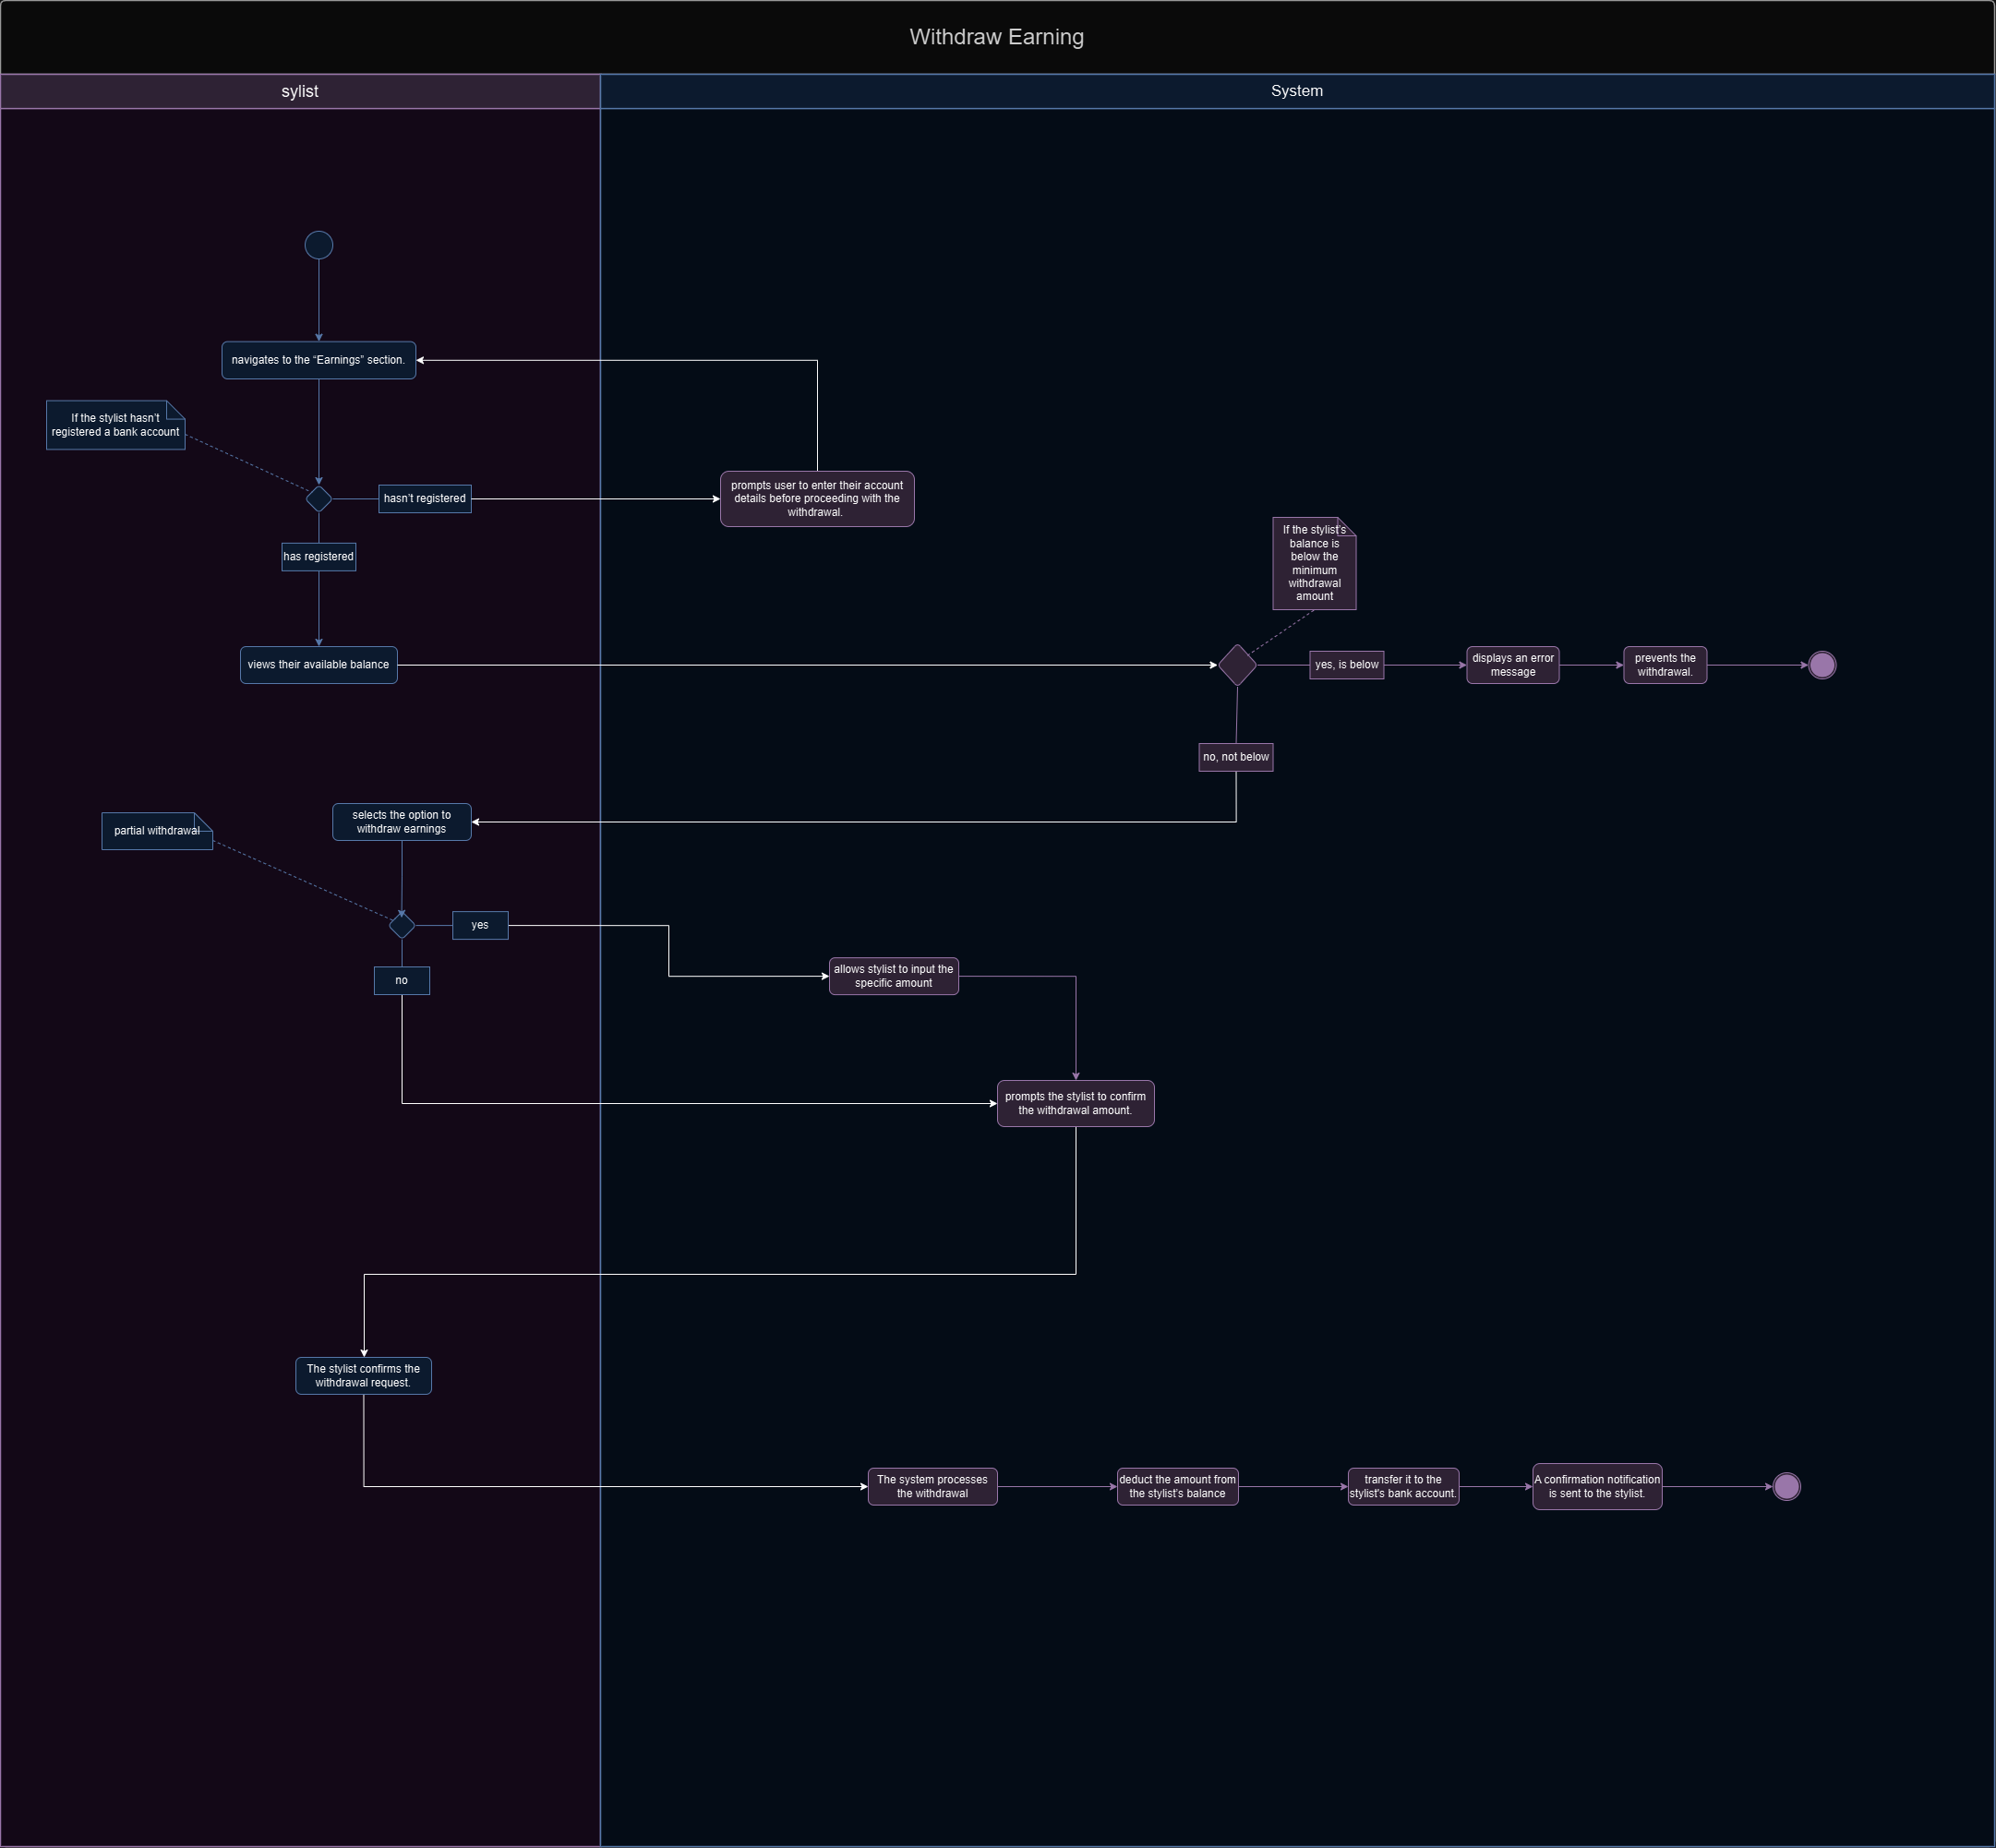 Withdraw Earning
sylist
System
navigates to the “Earnings” section.
If the stylist hasn’t
registered a bank account
hasn’t registered
prompts user to enter their account
details before proceeding with the
withdrawal.
has registered
If the stylist’s
balance is
below the
minimum
withdrawal
amount
views their available balance
yes, is below
displays an error
message
prevents the
withdrawal.
no, not below
selects the option to
withdraw earnings
partial withdrawal
yes
no
allows stylist to input the
specific amount
prompts the stylist to confirm
the withdrawal amount.
The stylist confirms the
withdrawal request.
The system processes
the withdrawal
deduct the amount from
the stylist’s balance
transfer it to the
stylist's bank account.
A confirmation notification
is sent to the stylist.